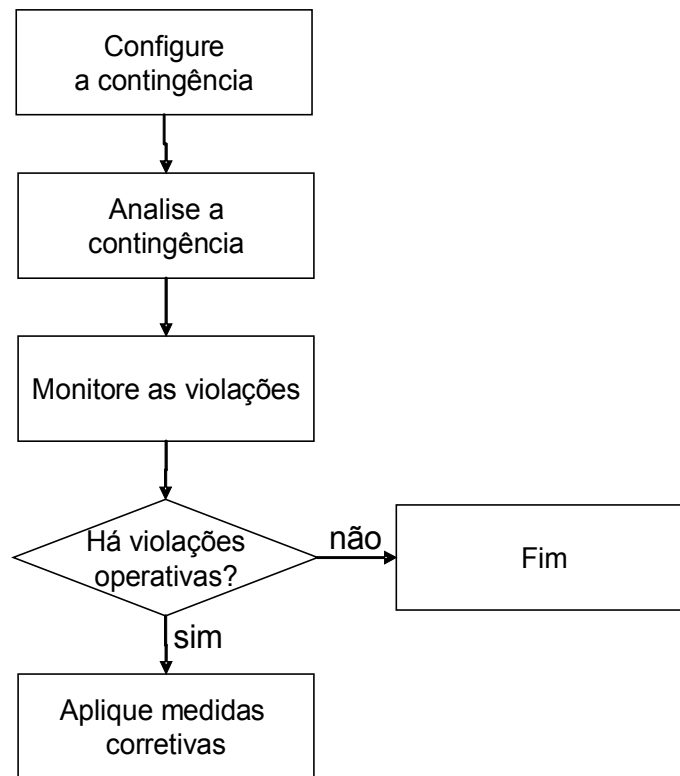 Configure
a contingência
Analise a
contingência
Monitore as violações
Há violações
operativas?
não
Fim
sim
Aplique medidas
corretivas